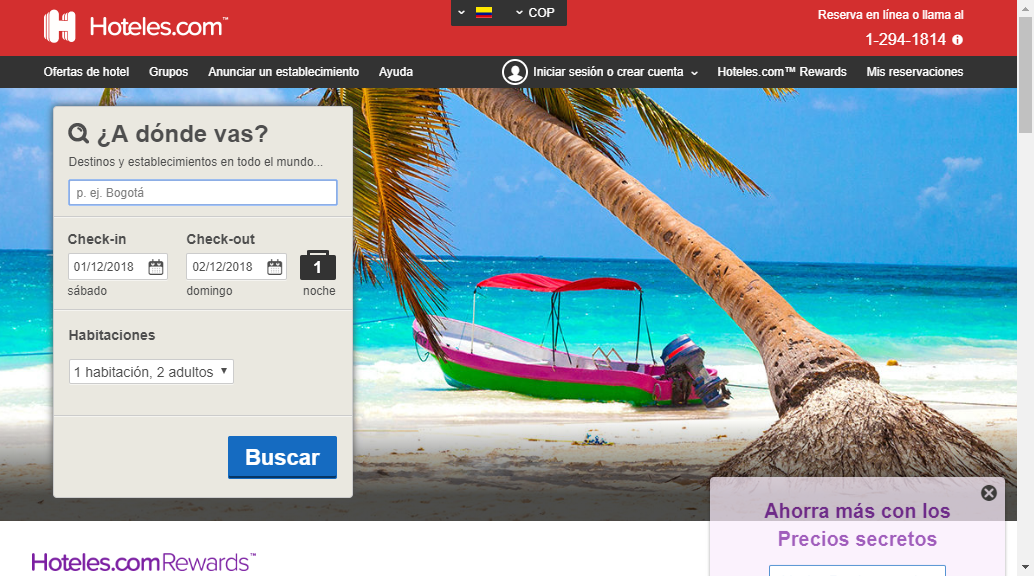 Hoteles.com™
COP
Reserva en línea o llama al
1-294-1814
Ofertas de hotel
Grupos
Anunciar un establecimiento
Ayuda
Iniciar sesión o crear cuenta
Hoteles.com™ Rewards
Mis reservaciones
¿A dónde vas?
Destinos y establecimientos en todo el mundo...
p. ej. Bogotá
Check-in
Check-out
01/12/2018
02/12/2018
1
sábado
domingo
noche
Habitaciones
1 habitación, 2 adultos
Buscar
Ahorra más con los
Precios secretos
Hoteles.com Rewards™